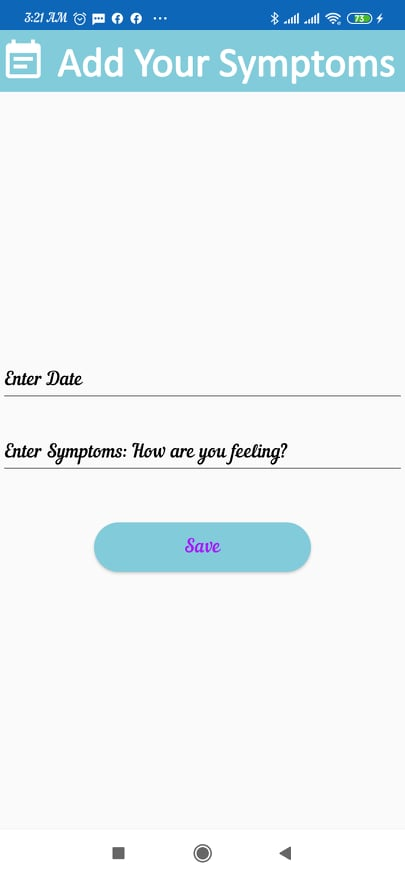 3:21 AM
73
Add Your Symptoms
Enter Date
Enter Symptoms: How are you feeling?
Save